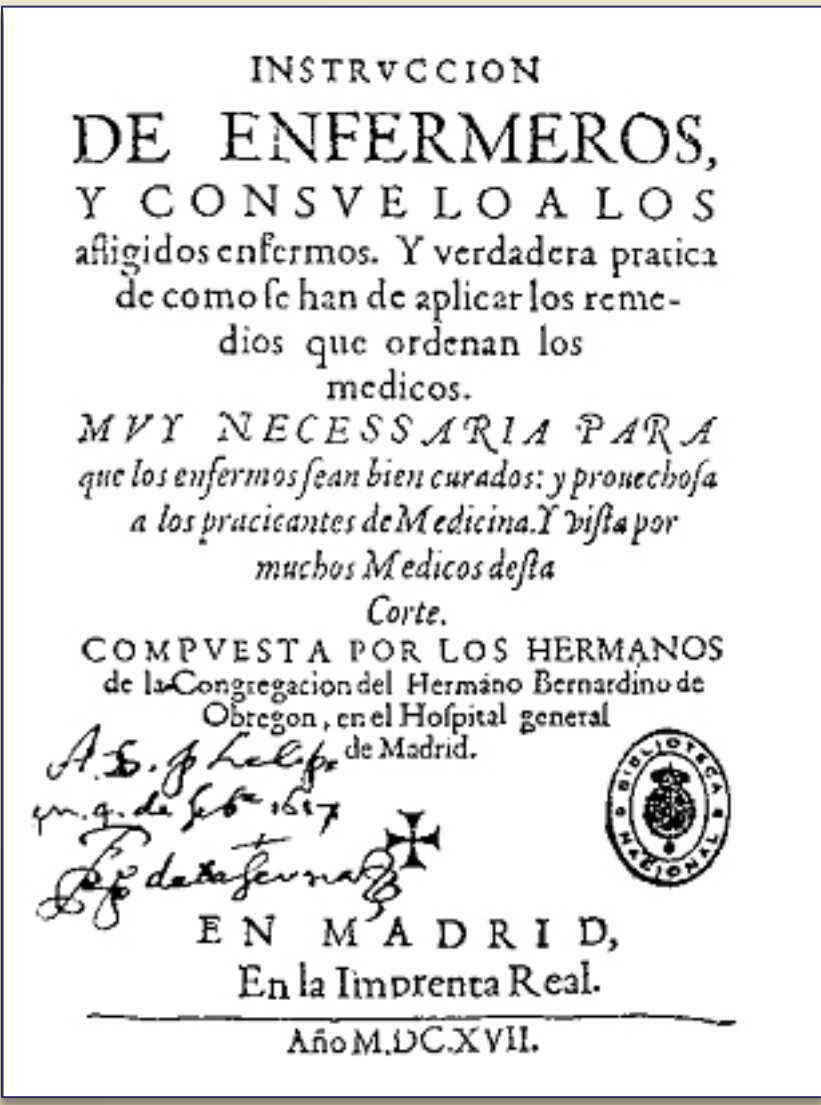 INSTRVCCION
DE ENFERMEROS,
Y CONSVELO A LOS
afligidos enfermos. Y verdadera pratica
de como ſe han de aplicar los reme-
dios que ordenan los
medicos.
MVY NECESSARIA PARA
que los enfermos ſean bien curados: y prouechoſa
a los practicantes de Medicina. Y viſta por
muchos Medicos deſta
Corte.
COMPVESTA POR LOS HERMANOS
de la Congregacion del Hermano Bernardino de
Obregon, en el Hoſpital general
de Madrid.
BIBLIOTECA NACIONAL
EN MADRID,
En la Imprenta Real.
Año M.DC.XVII.